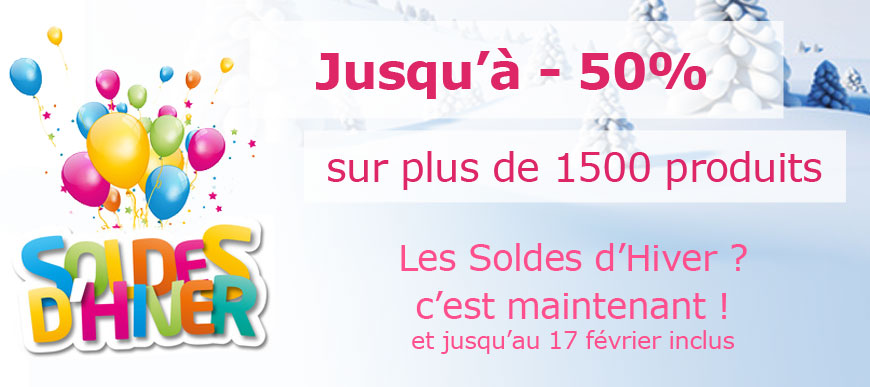 Jusqu’à - 50%
sur plus de 1500 produits
SOLDES
D’HIVER
Les Soldes d’Hiver ?
c’est maintenant !
et jusqu’au 17 février inclus